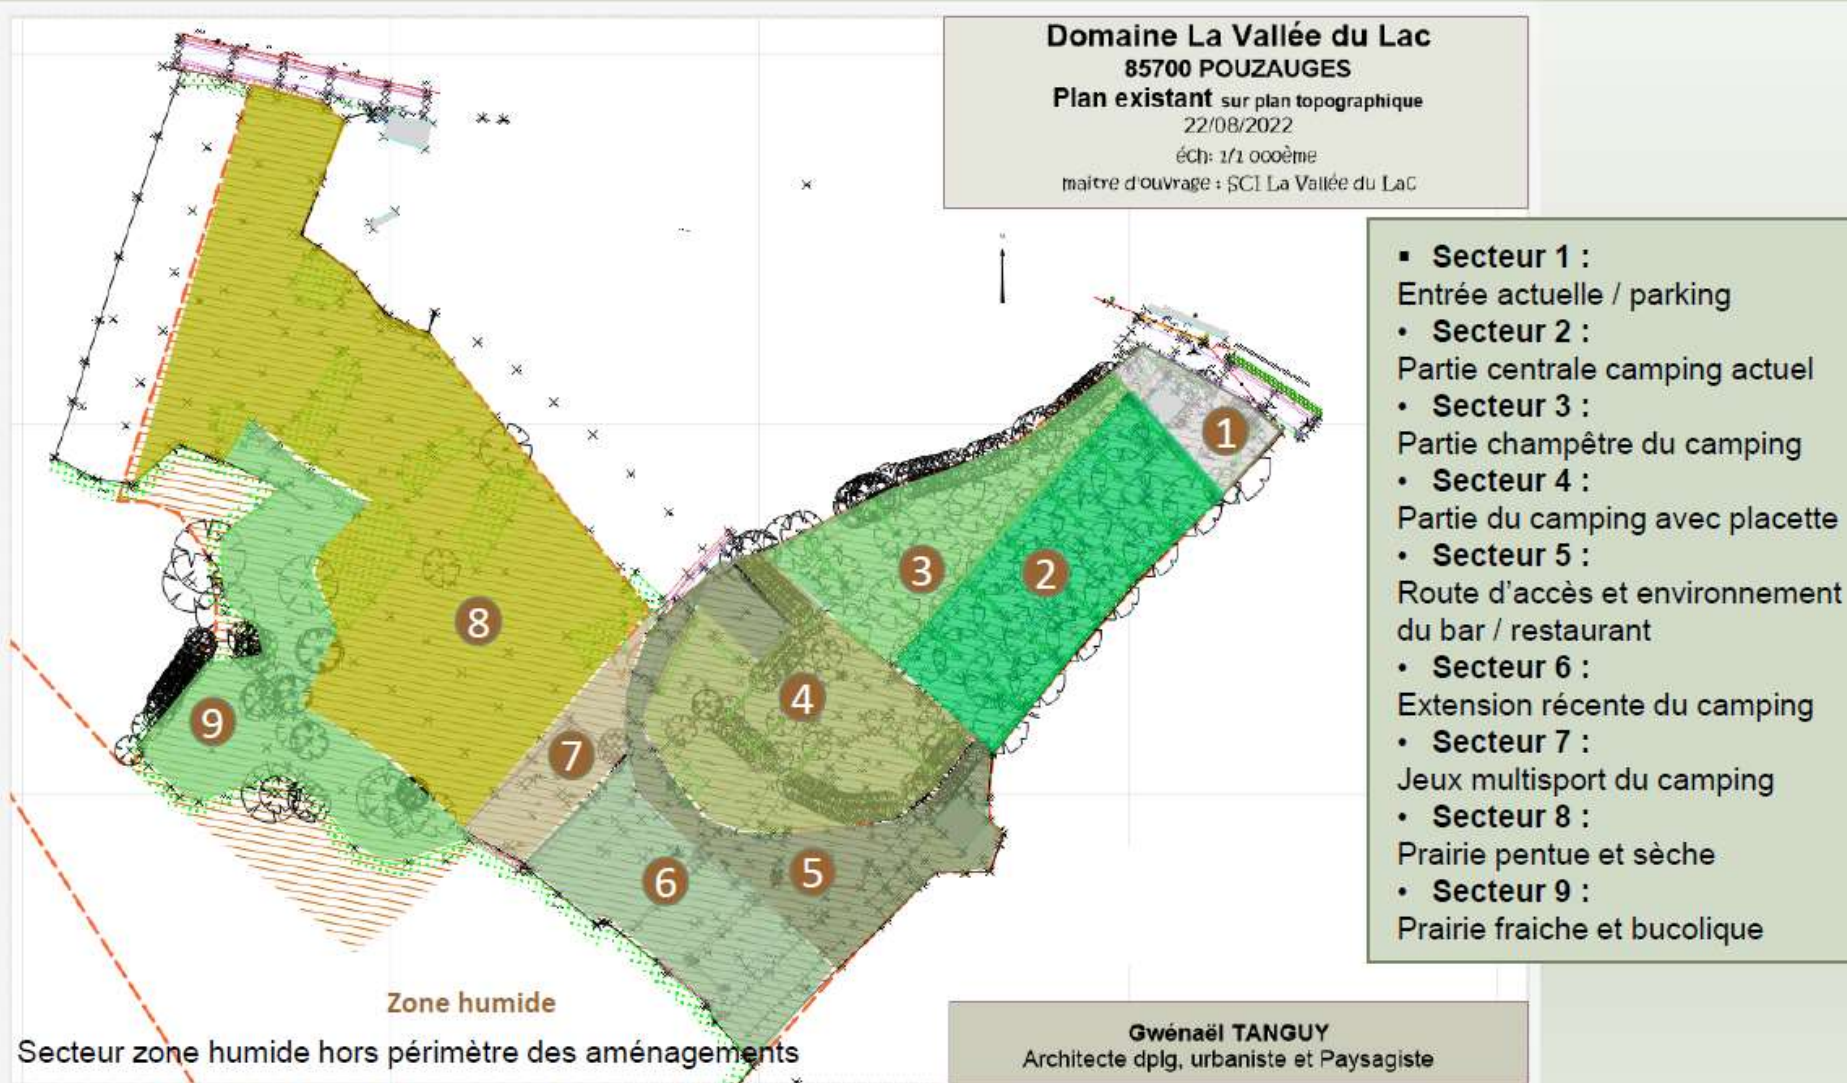 Domaine La Vallée du Lac
85700 POUZAUGES
Plan existant sur plan topographique
22/08/2022
éch: 1/1 000ème
maitre d'ouvrage : SCI La Vallée du Lac
▪ Secteur 1 :
Entrée actuelle / parking
• Secteur 2 :
Partie centrale camping actuel
• Secteur 3 :
Partie champêtre du camping
• Secteur 4 :
Partie du camping avec placette
• Secteur 5 :
Route d'accès et environnement
du bar / restaurant
• Secteur 6 :
Extension récente du camping
• Secteur 7 :
Jeux multisport du camping
• Secteur 8 :
Prairie pentue et sèche
• Secteur 9 :
Prairie fraiche et bucolique
1
2
3
4
5
6
7
8
9
Zone humide
Secteur zone humide hors périmètre des aménagements
Gwénaël TANGUY
Architecte dplg, urbaniste et Paysagiste